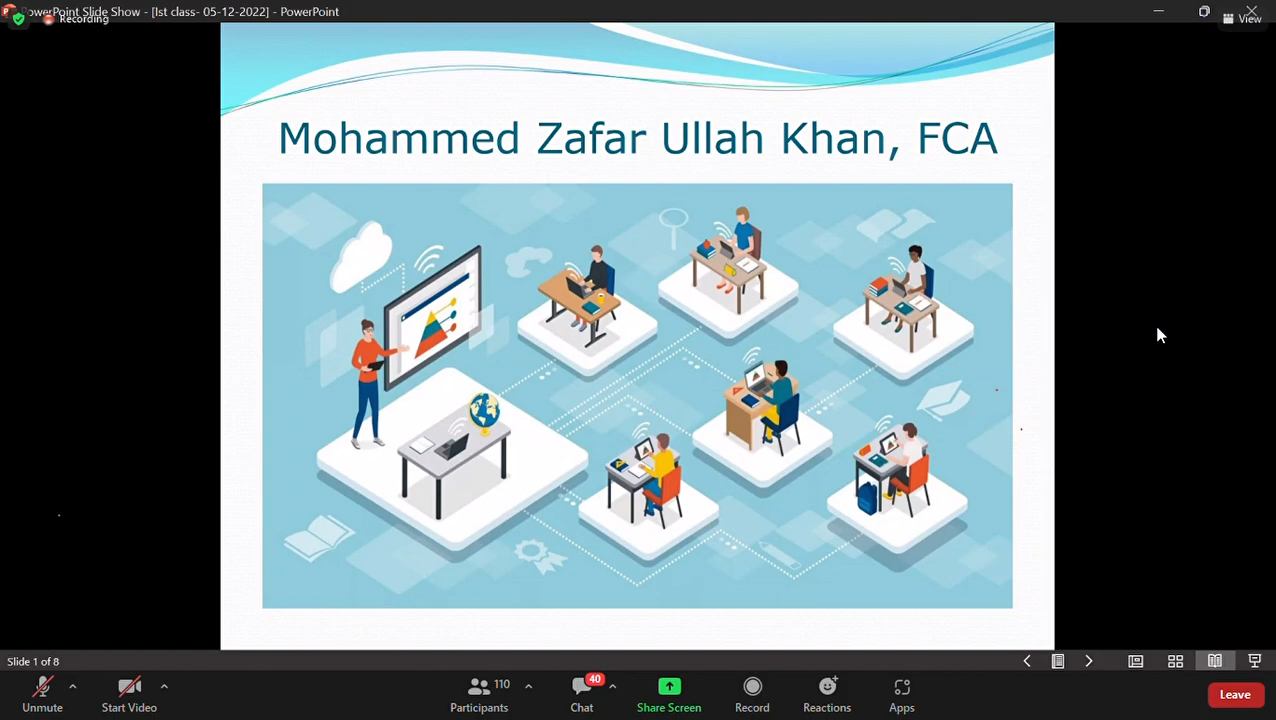 PowerPoint Slide Show - [Ist class- 05-12-2022] - PowerPoint
Recording
View
Mohammed Zafar Ullah Khan, FCA
Slide 1 of 8
110
40
Unmute
Start Video
Participants
Chat
Share Screen
Record
Reactions
Apps
Leave